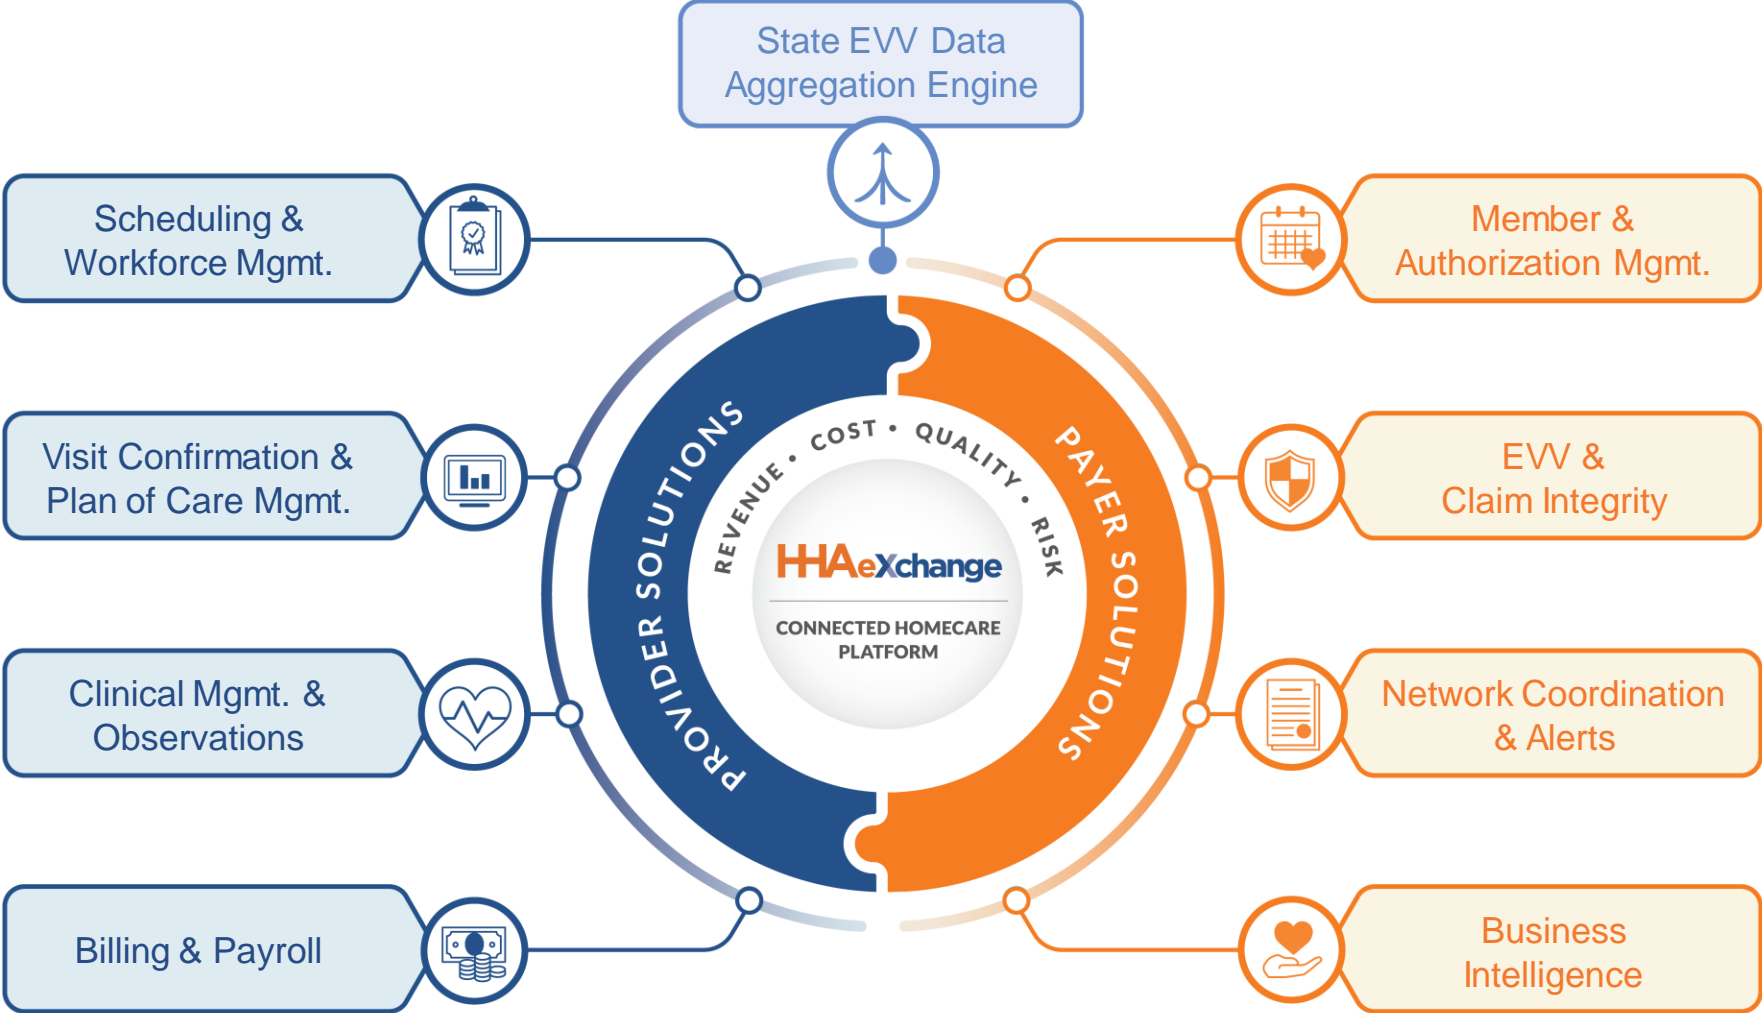 State EVV Data
Aggregation Engine
Scheduling &
Workforce Mgmt.
Member &
Authorization Mgmt.
Visit Confirmation &
Plan of Care Mgmt.
EVV &
Claim Integrity
Clinical Mgmt. &
Observations
Network Coordination
& Alerts
Billing & Payroll
Business
Intelligence
PROVIDER SOLUTIONS
PAYER SOLUTIONS
REVENUE • COST • QUALITY • RISK
HHAeXchange
CONNECTED HOMECARE
PLATFORM